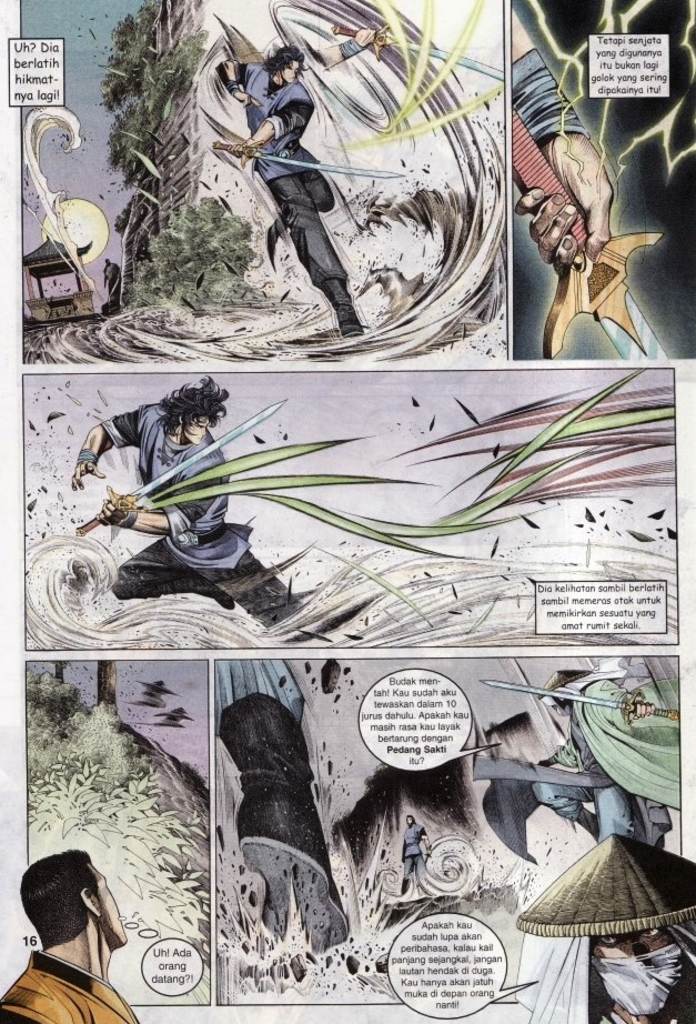 Uh? Dia
berlatih
hikmat-
nya lagi!
Tetapi senjata
yang digunanya
itu bukan lagi
golok yang sering
dipakainya itu!
Dia kelihatan sambil berlatih
sambil memeras otak untuk
memikirkan sesuatu yang
amat rumit sekali.
Uh! Ada
orang
datang?!
Budak men-
tah! Kau sudah aku
tewaskan dalam 10
jurus dahulu. Apakah kau
masih rasa kau layak
bertarung dengan
Pedang Sakti
itu?
Apakah kau
sudah lupa akan
peribahasa, kalau kail
panjang sejangkal, jangan
lautan hendak di duga.
Kau hanya akan jatuh
muka di depan orang
nanti!
16